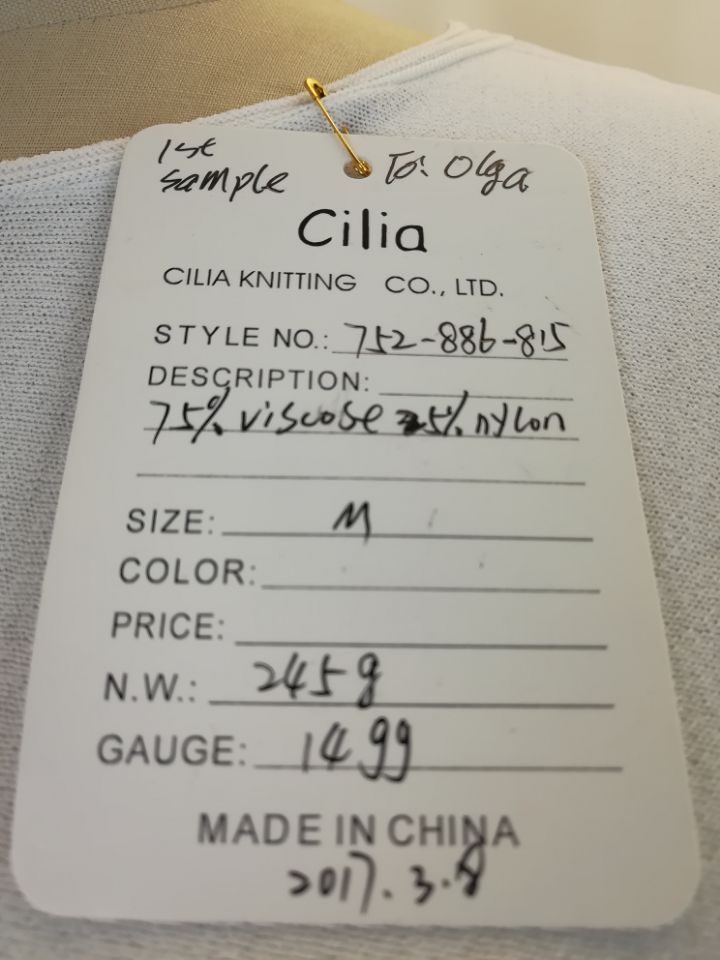 1st
sample To: Olga
Cilia
CILIA KNITTING CO., LTD.
STYLE NO.: 752-886-815
DESCRIPTION:
75% viscose 25% nylon
SIZE: M
COLOR:
PRICE:
N.W.: 245g
GAUGE: 14gg
MADE IN CHINA
2017.3.8